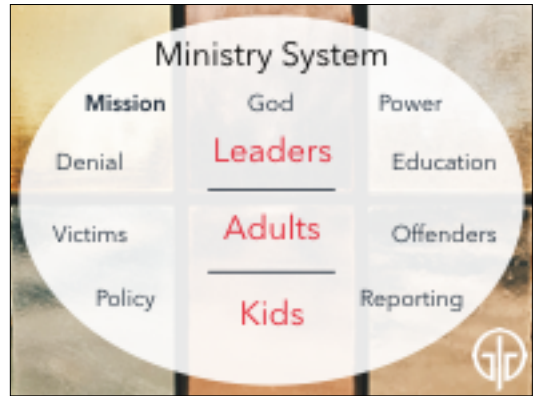 Ministry System
Mission God Power
Denial Leaders Education
Victims Adults Offenders
Policy Kids Reporting